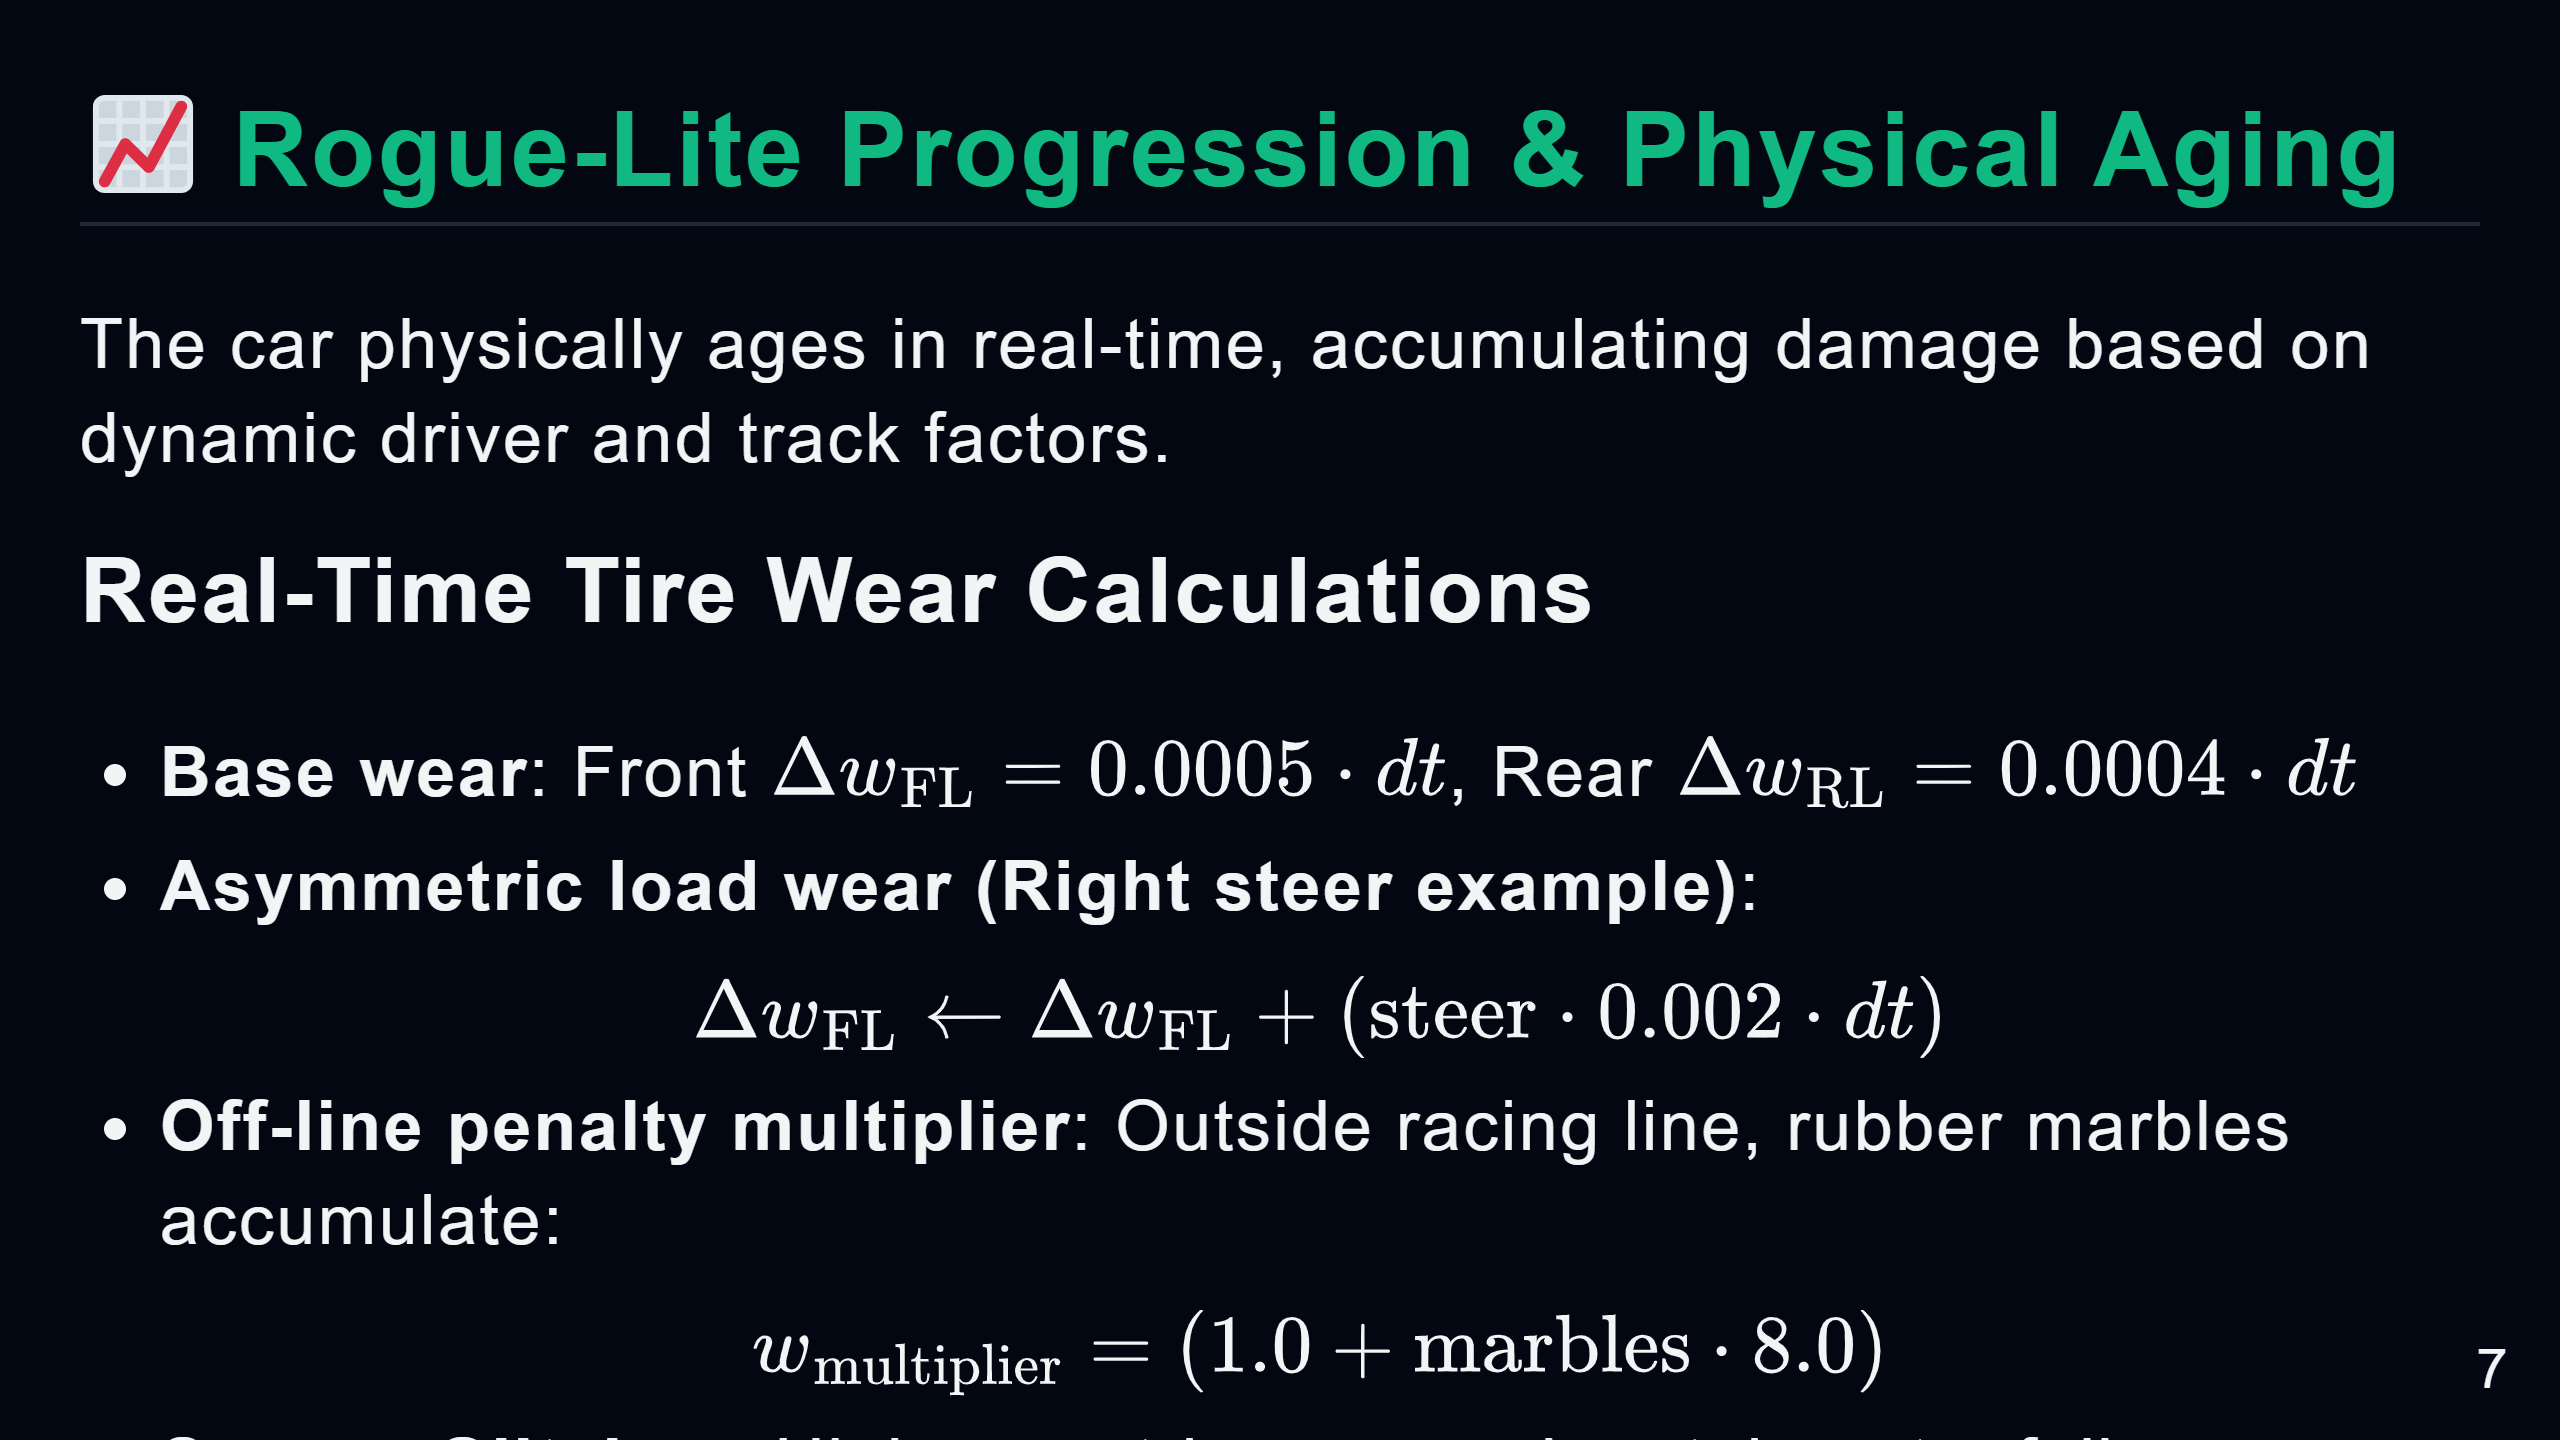 📈 Rogue-Lite Progression & Physical Aging
The car physically ages in real-time, accumulating damage based on
dynamic driver and track factors.
Real-Time Tire Wear Calculations
• Base wear: Front Δw_FL = 0.0005 · dt, Rear Δw_RL = 0.0004 · dt
• Asymmetric load wear (Right steer example):
Δw_FL ← Δw_FL + (steer · 0.002 · dt)
• Off-line penalty multiplier: Outside racing line, rubber marbles
accumulate:
w_multiplier = (1.0 + marbles · 8.0)
7